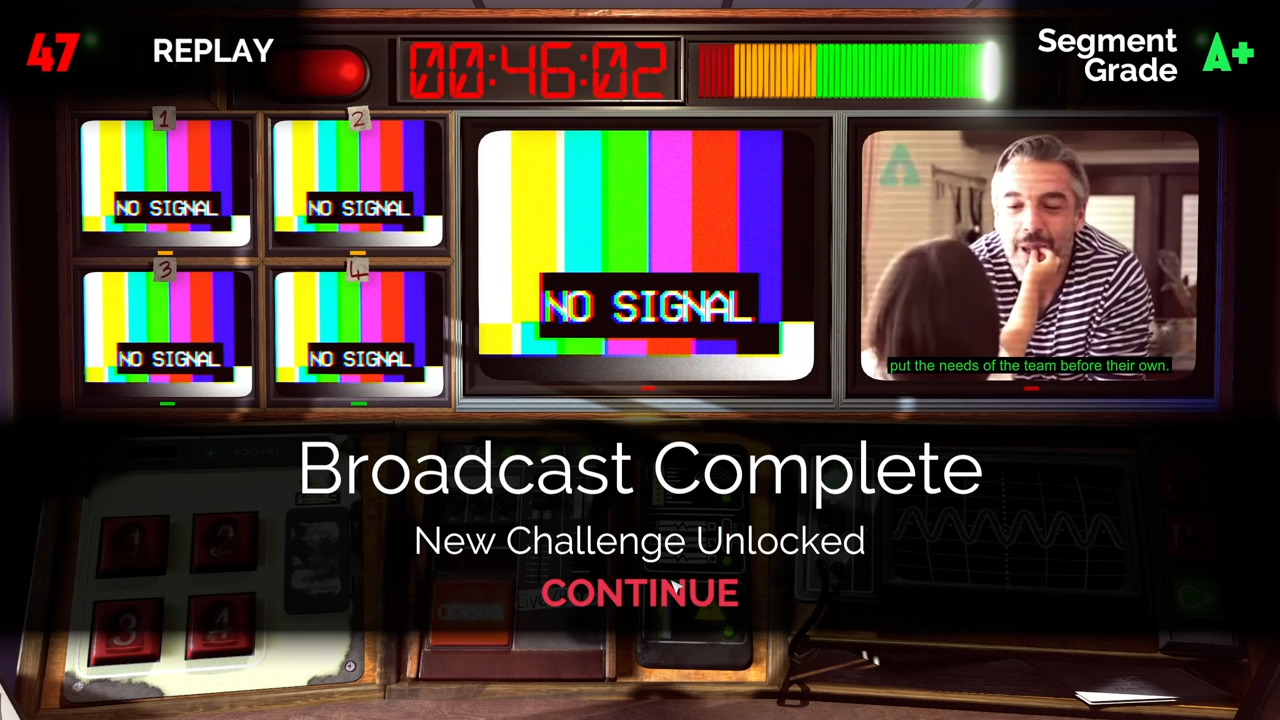 47
REPLAY
00:46:02
Segment
Grade
A+
1
2
NO SIGNAL
NO SIGNAL
3
4
NO SIGNAL
NO SIGNAL
NO SIGNAL
put the needs of the team before their own.
Broadcast Complete
New Challenge Unlocked
CONTINUE
KOSURU
1
2
3
4
CENSOR